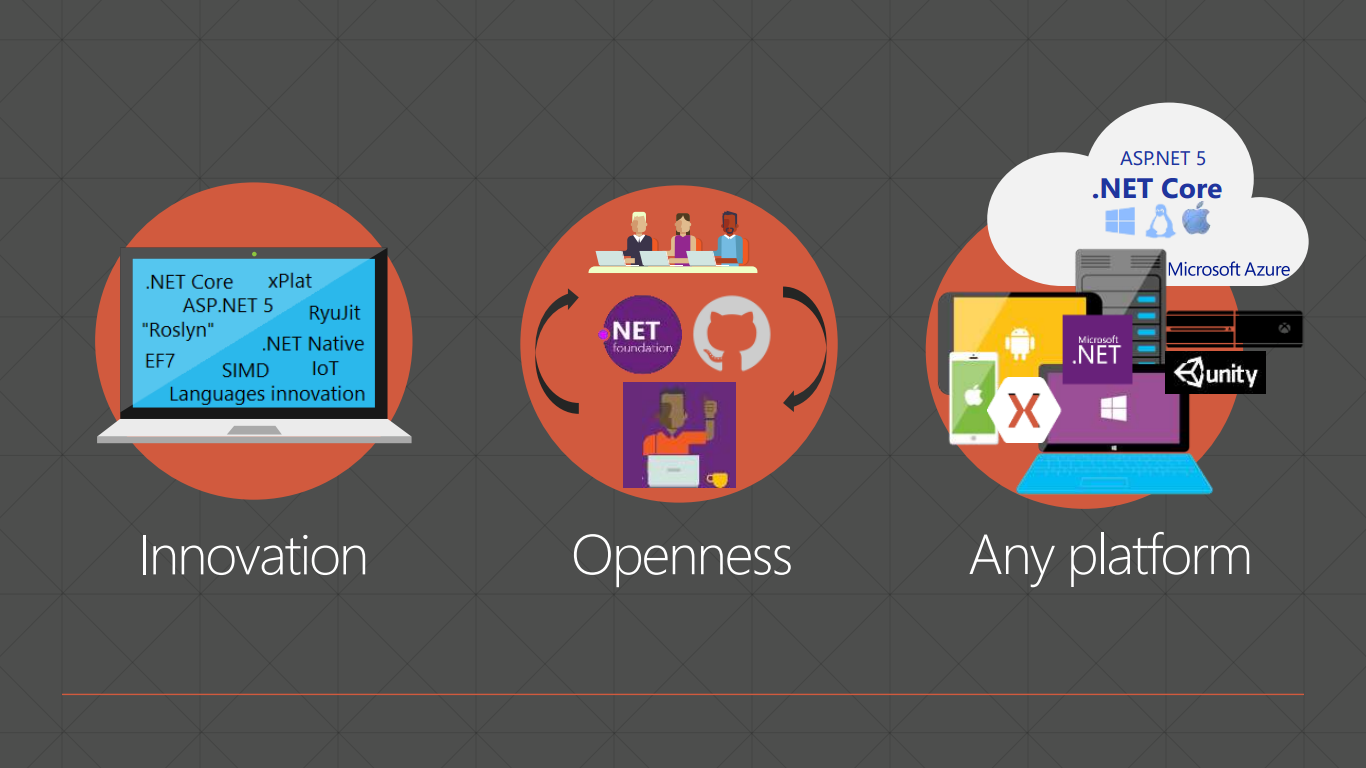 .NET Core xPlat
ASP.NET 5
RyuJit
"Roslyn"
.NET Native
EF7
SIMD
IoT
Languages innovation
Innovation
.NET
foundation
Openness
ASP.NET 5
.NET Core
Microsoft Azure
Microsoft
.NET
unity
Any platform